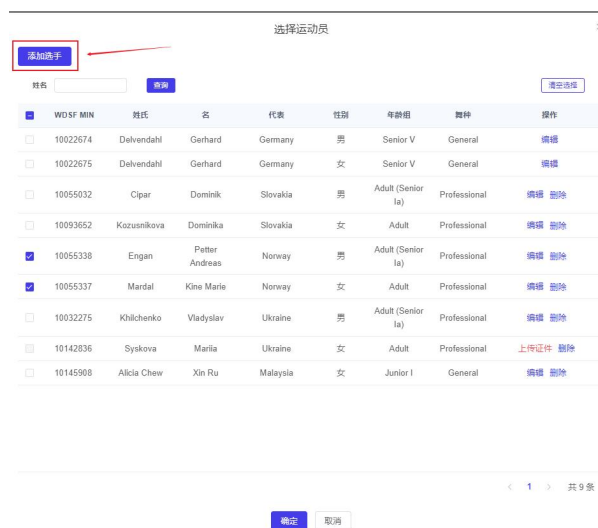 选择运动员
添加选手
姓名 查询 清空选择
WDSF MIN 姓氏 名 代表 性别 年龄组 舞种 操作
10022674 Delvendahl Gerhard Germany 男 Senior V General 编辑
10022675 Delvendahl Gerhard Germany 女 Senior V General 编辑
10055032 Cipar Dominik Slovakia 男 Adult (Senior Ia) Professional 编辑 删除
10093652 Kozusnikova Dominika Slovakia 女 Adult Professional 编辑 删除
10055338 Engan Petter Andreas Norway 男 Adult (Senior Ia) Professional 编辑 删除
10055337 Mardal Kine Marie Norway 女 Adult Professional 编辑 删除
10032275 Khilchenko Vladyslav Ukraine 男 Adult (Senior Ia) Professional 编辑 删除
10142836 Syskova Mariia Ukraine 女 Adult Professional 上传证件 删除
10145908 Alicia Chew Xin Ru Malaysia 女 Junior I General 编辑 删除
< 1 > 共 9 条
确定 取消